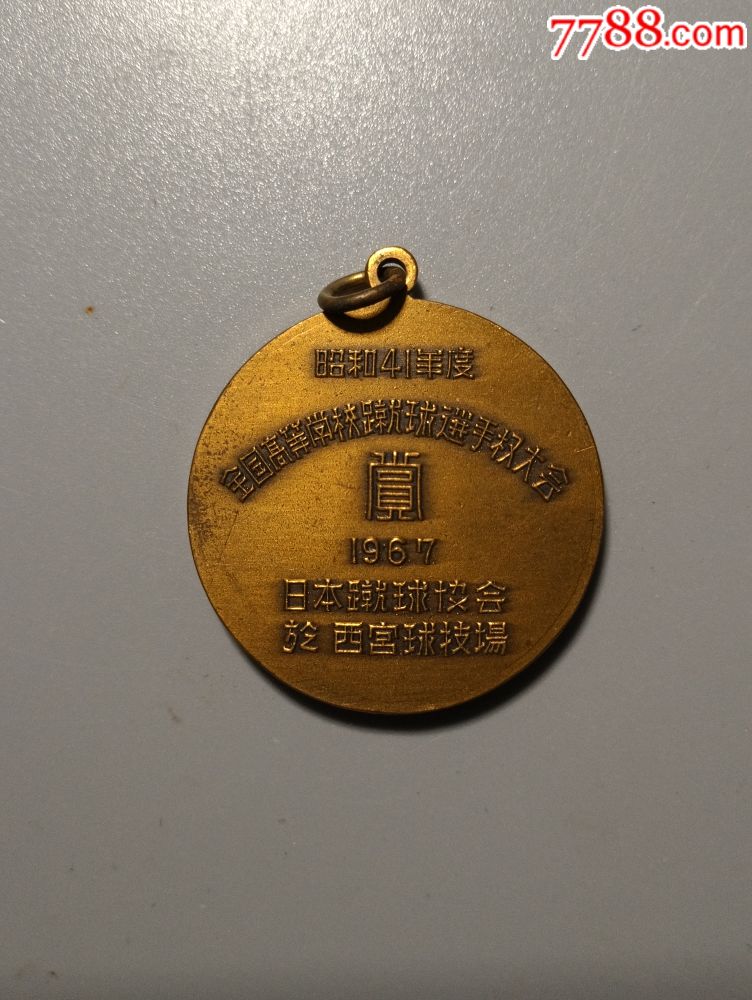 7788.com
昭和41年度
全国高等学校蹴球選手权大会
賞
1967
日本蹴球協会
於 西宮球技場